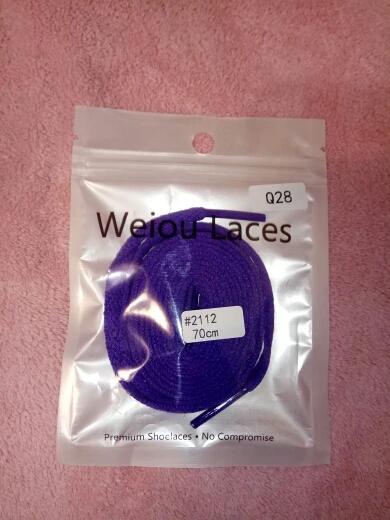 Q28
Weiou Laces
#2112
70cm
Premium Shoelaces • No Compromise